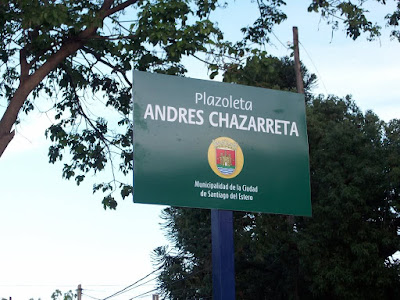 Plazoleta
ANDRES CHAZARRETA
Municipalidad de la Ciudad
de Santiago del Estero